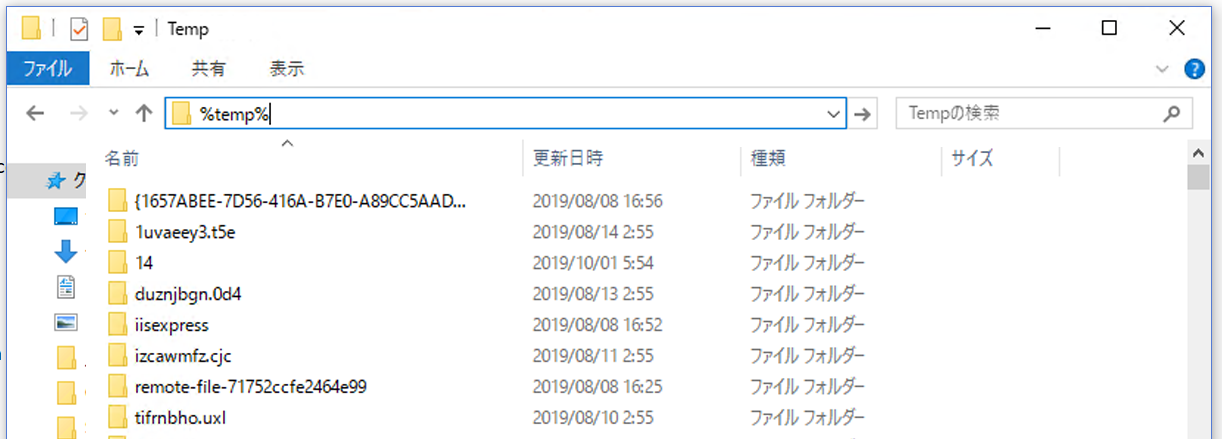 Temp
ファイル ホーム 共有 表示
%temp% Tempの検索
名前 更新日時 種類 サイズ
ク
{1657ABEE-7D56-416A-B7E0-A89CC5AAD... 2019/08/08 16:56 ファイル フォルダー
1uvaeey3.t5e 2019/08/14 2:55 ファイル フォルダー
14 2019/10/01 5:54 ファイル フォルダー
duznjbgn.0d4 2019/08/13 2:55 ファイル フォルダー
iisexpress 2019/08/08 16:52 ファイル フォルダー
izcawmfz.cjc 2019/08/11 2:55 ファイル フォルダー
remote-file-71752ccfe2464e99 2019/08/08 16:25 ファイル フォルダー
tifrnbho.uxl 2019/08/10 2:55 ファイル フォルダー